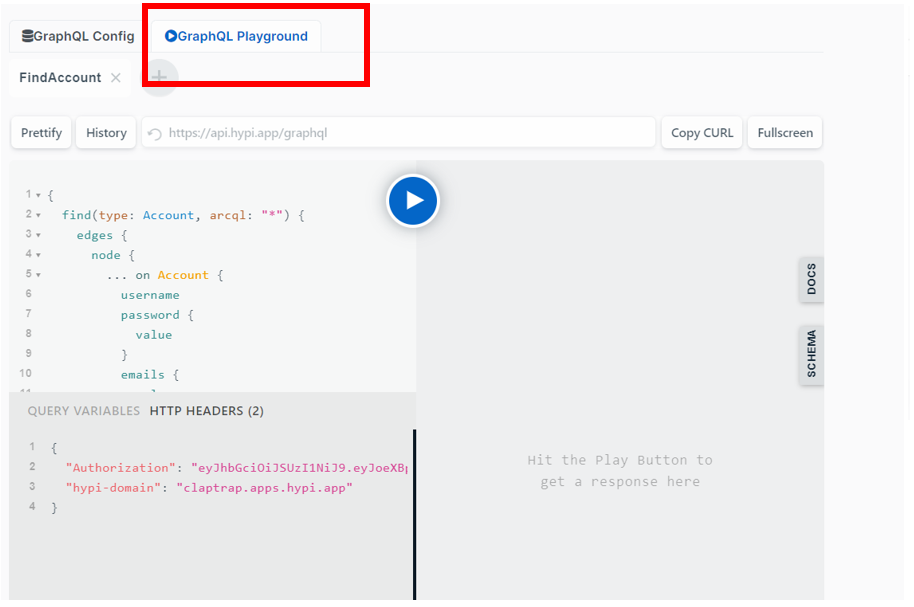 GraphQL Config
GraphQL Playground
FindAccount
Prettify
History
https://api.hypi.app/graphql
Copy CURL
Fullscreen
1 {
2 find(type: Account, arcql: "*") {
3 edges {
4 node {
5 ... on Account {
6 username
7 password {
8 value
9 }
10 emails {
DOCS
SCHEMA
QUERY VARIABLES HTTP HEADERS (2)
1 {
2 "Authorization": "eyJhbGciOiJSUzI1NiJ9.eyJoeXBp
3 "hypi-domain": "claptrap.apps.hypi.app"
4 }
Hit the Play Button to
get a response here